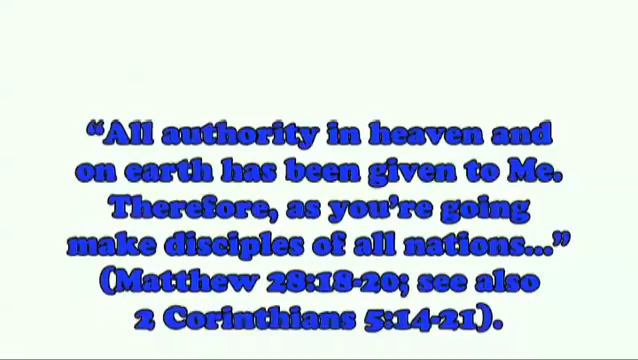 “All authority in heaven and
on earth has been given to Me.
Therefore, as you’re going
make disciples of all nations...”
(Matthew 28:18-20; see also
2 Corinthians 5:14-21).